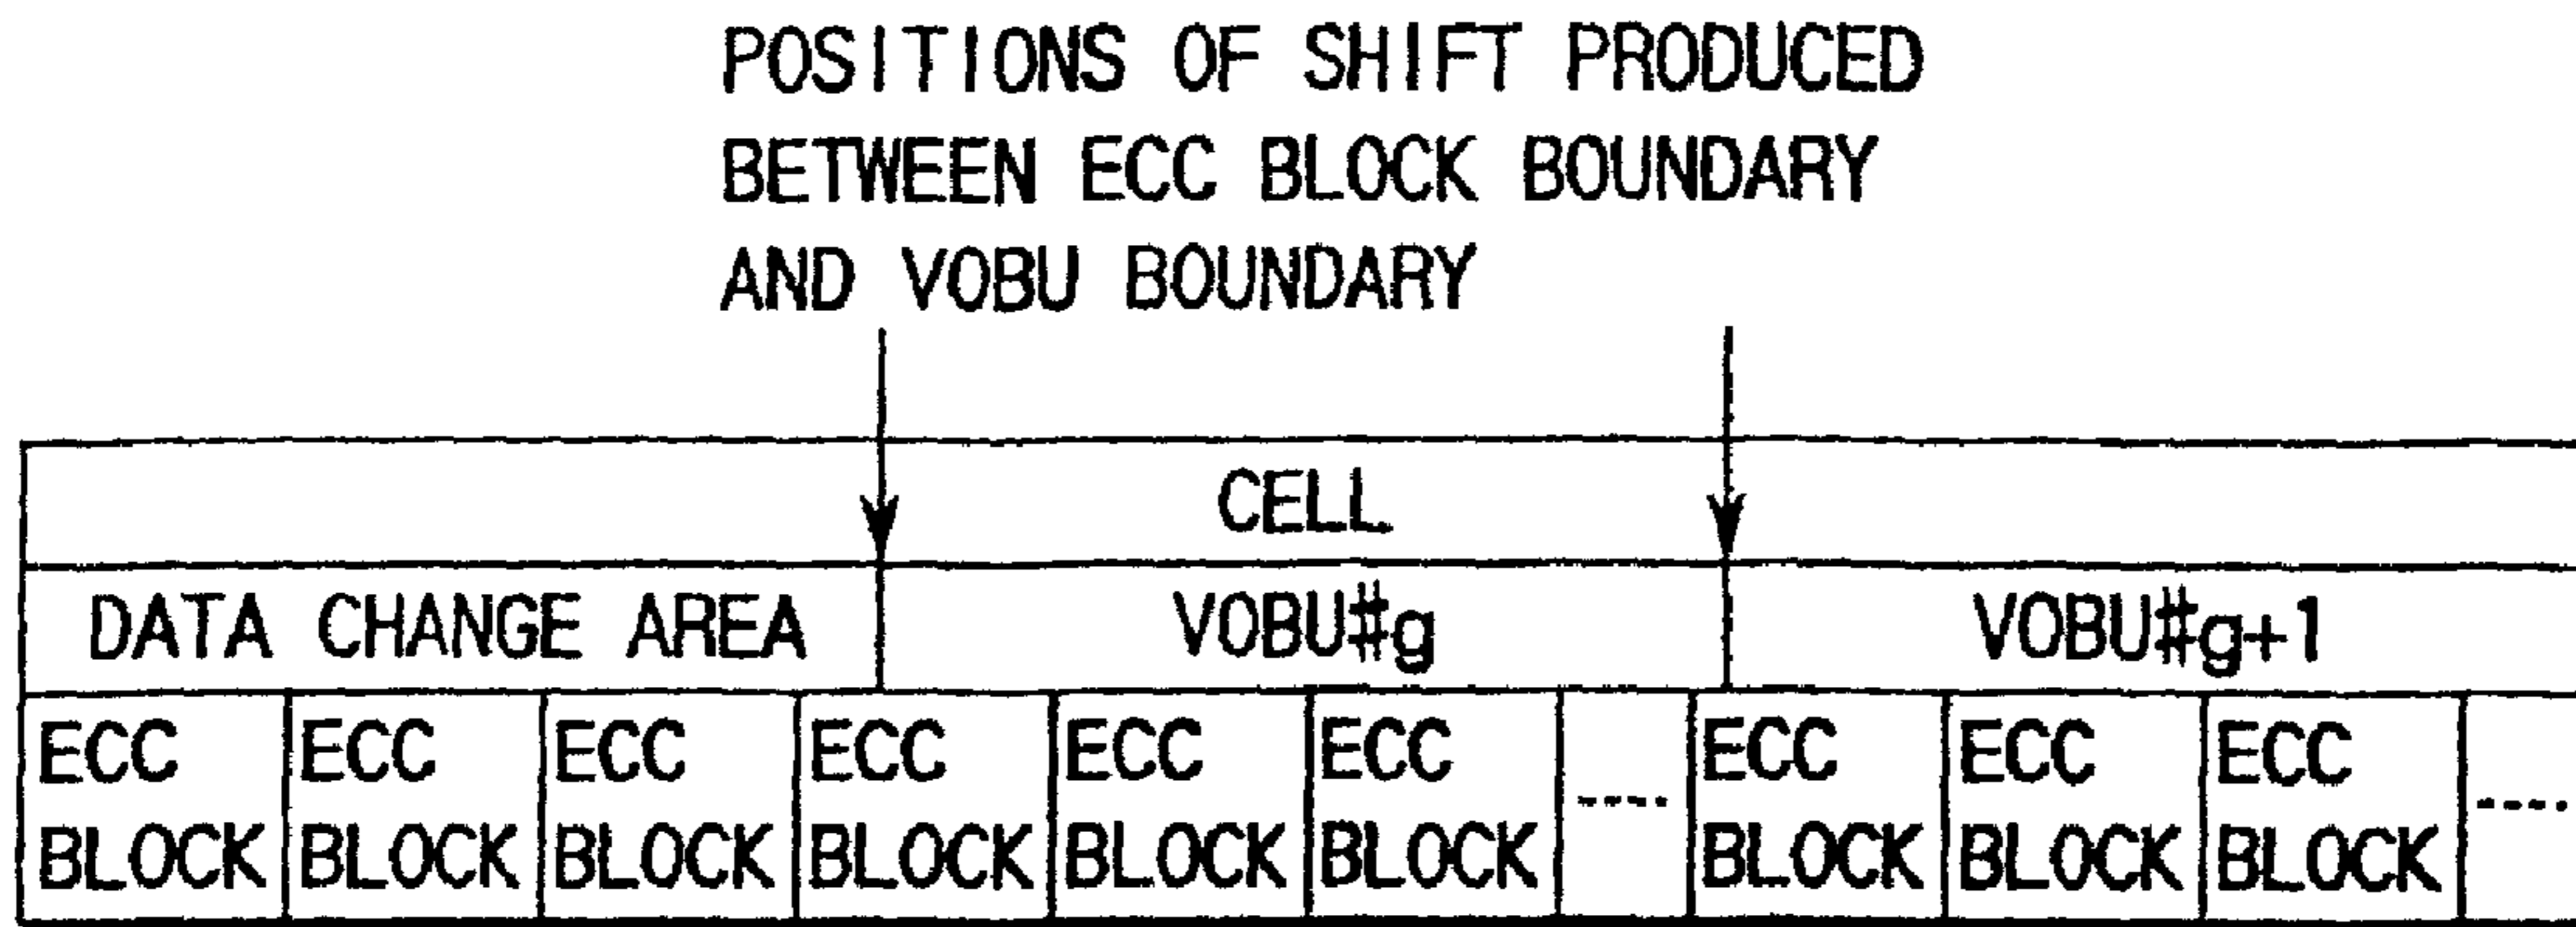 POSITIONS OF SHIFT PRODUCED
BETWEEN ECC BLOCK BOUNDARY
AND VOBU BOUNDARY
CELL
DATA CHANGE AREA VOBU#g VOBU#g+1
ECC ECC ECC ECC ECC ECC ---- ECC ECC ECC ----
BLOCK BLOCK BLOCK BLOCK BLOCK BLOCK BLOCK BLOCK BLOCK